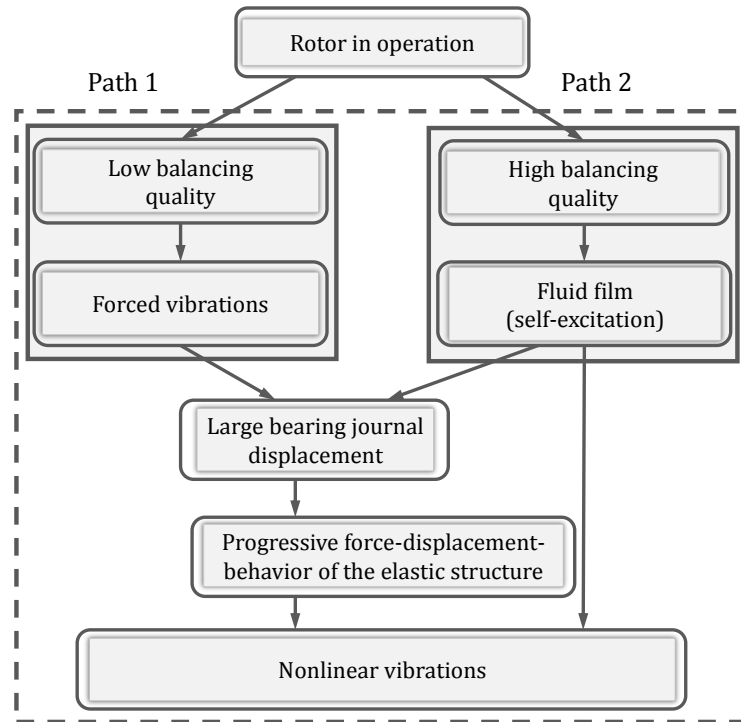 Rotor in operation
Path 1
Path 2
Low balancing
quality
High balancing
quality
Forced vibrations
Fluid film
(self-excitation)
Large bearing journal
displacement
Progressive force-displacement-
behavior of the elastic structure
Nonlinear vibrations